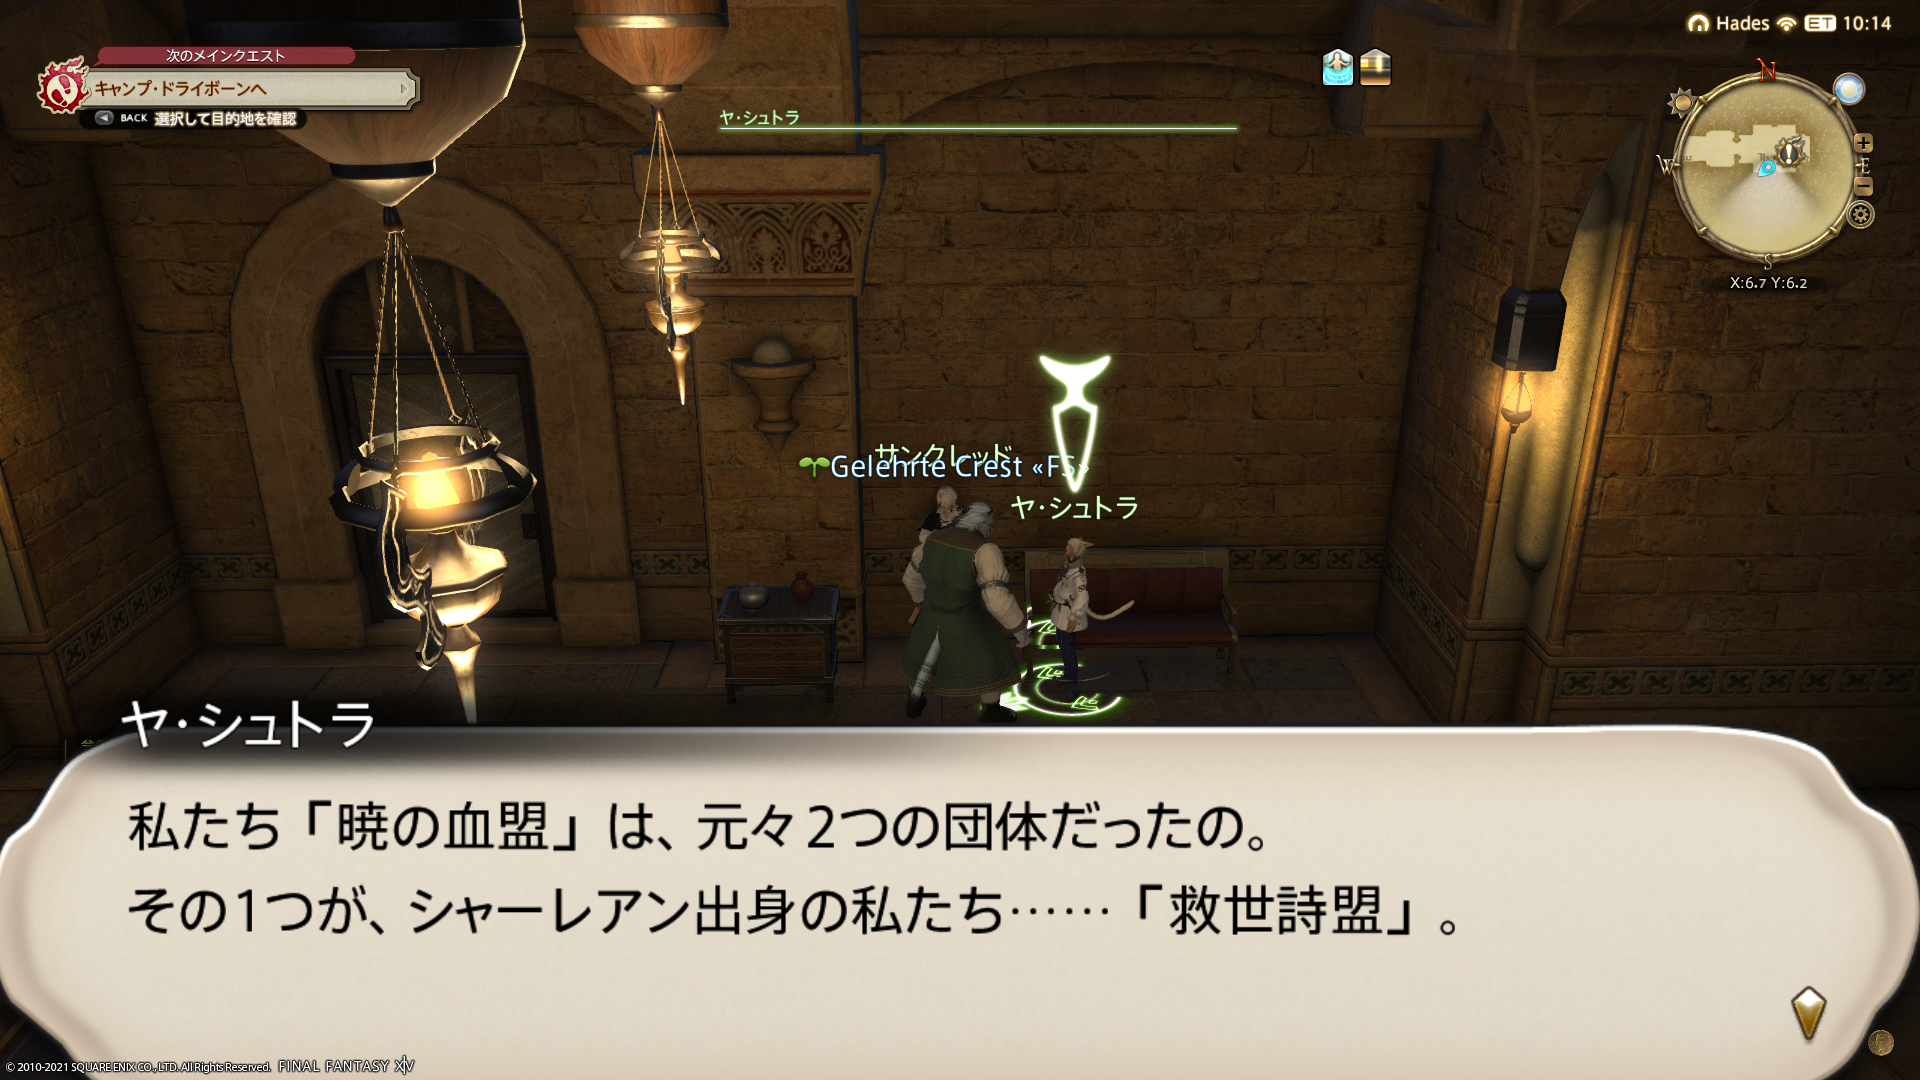 Hades ET 10:14
次のメインクエスト
キャンプ・ドライボーンへ
BACK 選択して目的地を確認
ヤ・シュトラ
N
W
E
S
X:6.7 Y:6.2
サンクレッド
Gelehrte Crest «FS»
ヤ・シュトラ
ヤ・シュトラ
私たち「暁の血盟」は、元々2つの団体だったの。
その1つが、シャーレアン出身の私たち……「救世詩盟」。
© 2010-2021 SQUARE ENIX CO., LTD. All Rights Reserved. FINAL FANTASY XIV